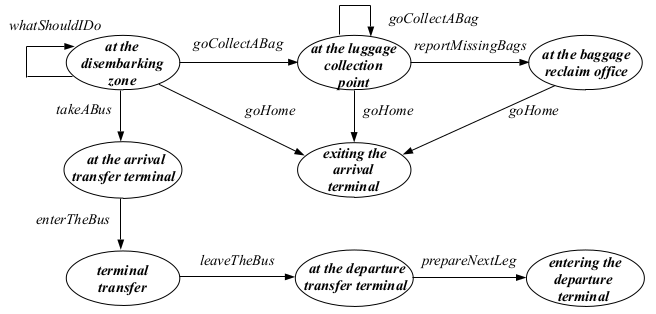 whatShouldIDo
goCollectABag
at the
disembarking
zone
goCollectABag
at the luggage
collection
point
reportMissingBags
at the baggage
reclaim office
takeABus
goHome
goHome
goHome
at the arrival
transfer terminal
exiting the
arrival
terminal
enterTheBus
terminal
transfer
leaveTheBus
at the departure
transfer terminal
prepareNextLeg
entering the
departure
terminal